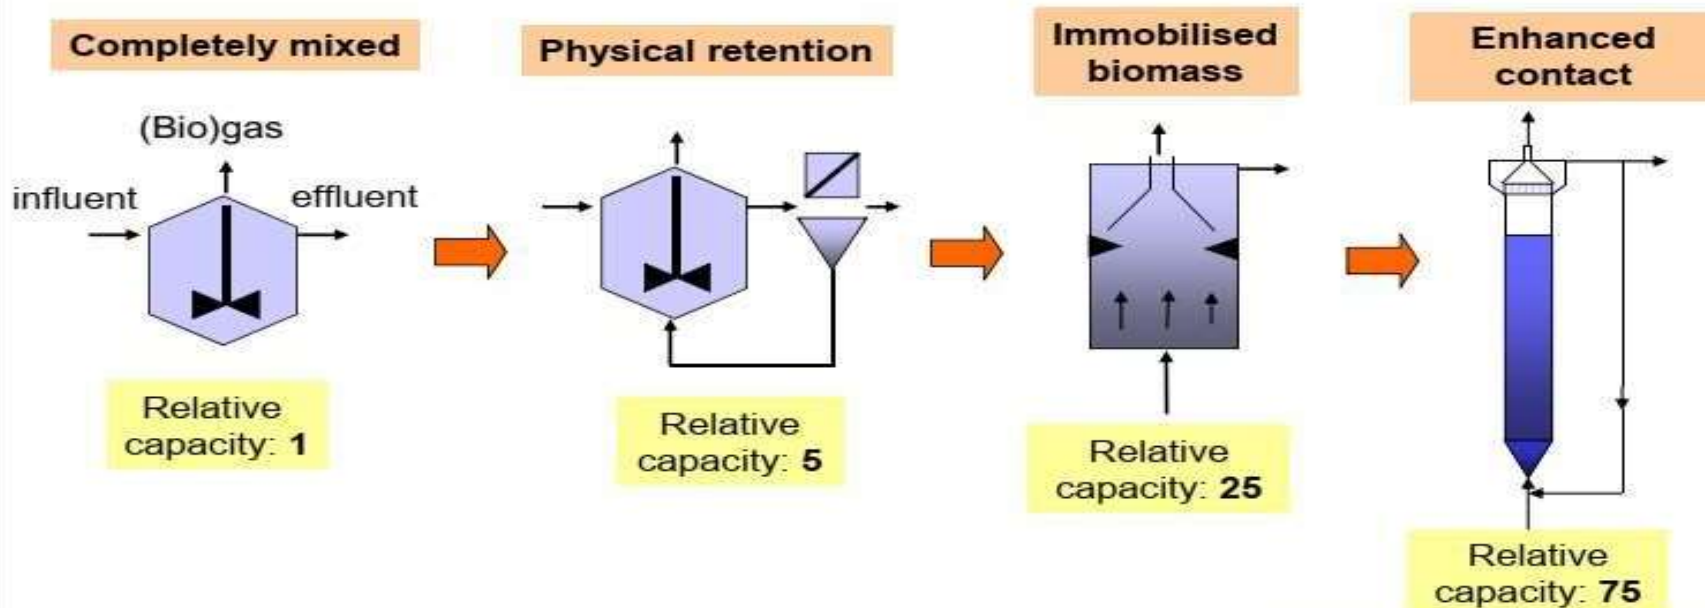 Completely mixed
(Bio)gas
influent
effluent
Relative
capacity: 1
Physical retention
Relative
capacity: 5
Immobilised
biomass
Relative
capacity: 25
Enhanced
contact
Relative
capacity: 75